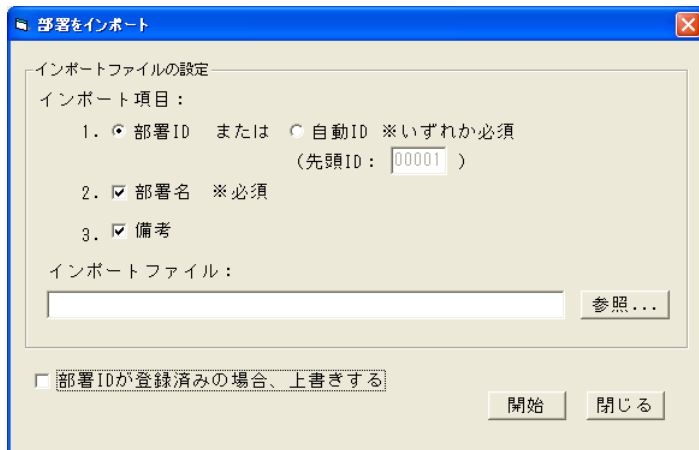 部署をインポート
インポートファイルの設定
インポート項目：
1. 部署ID または 自動ID ※いずれか必須
(先頭ID： 00001 )
2. 部署名 ※必須
3. 備考
インポートファイル：
参照...
部署IDが登録済みの場合、上書きする
開始 閉じる